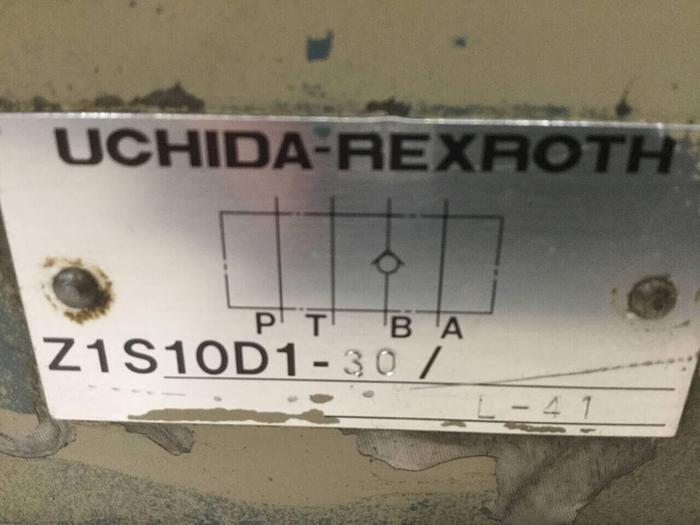 UCHIDA-REXROTH
P T B A
Z1S10D1-30/
L-41